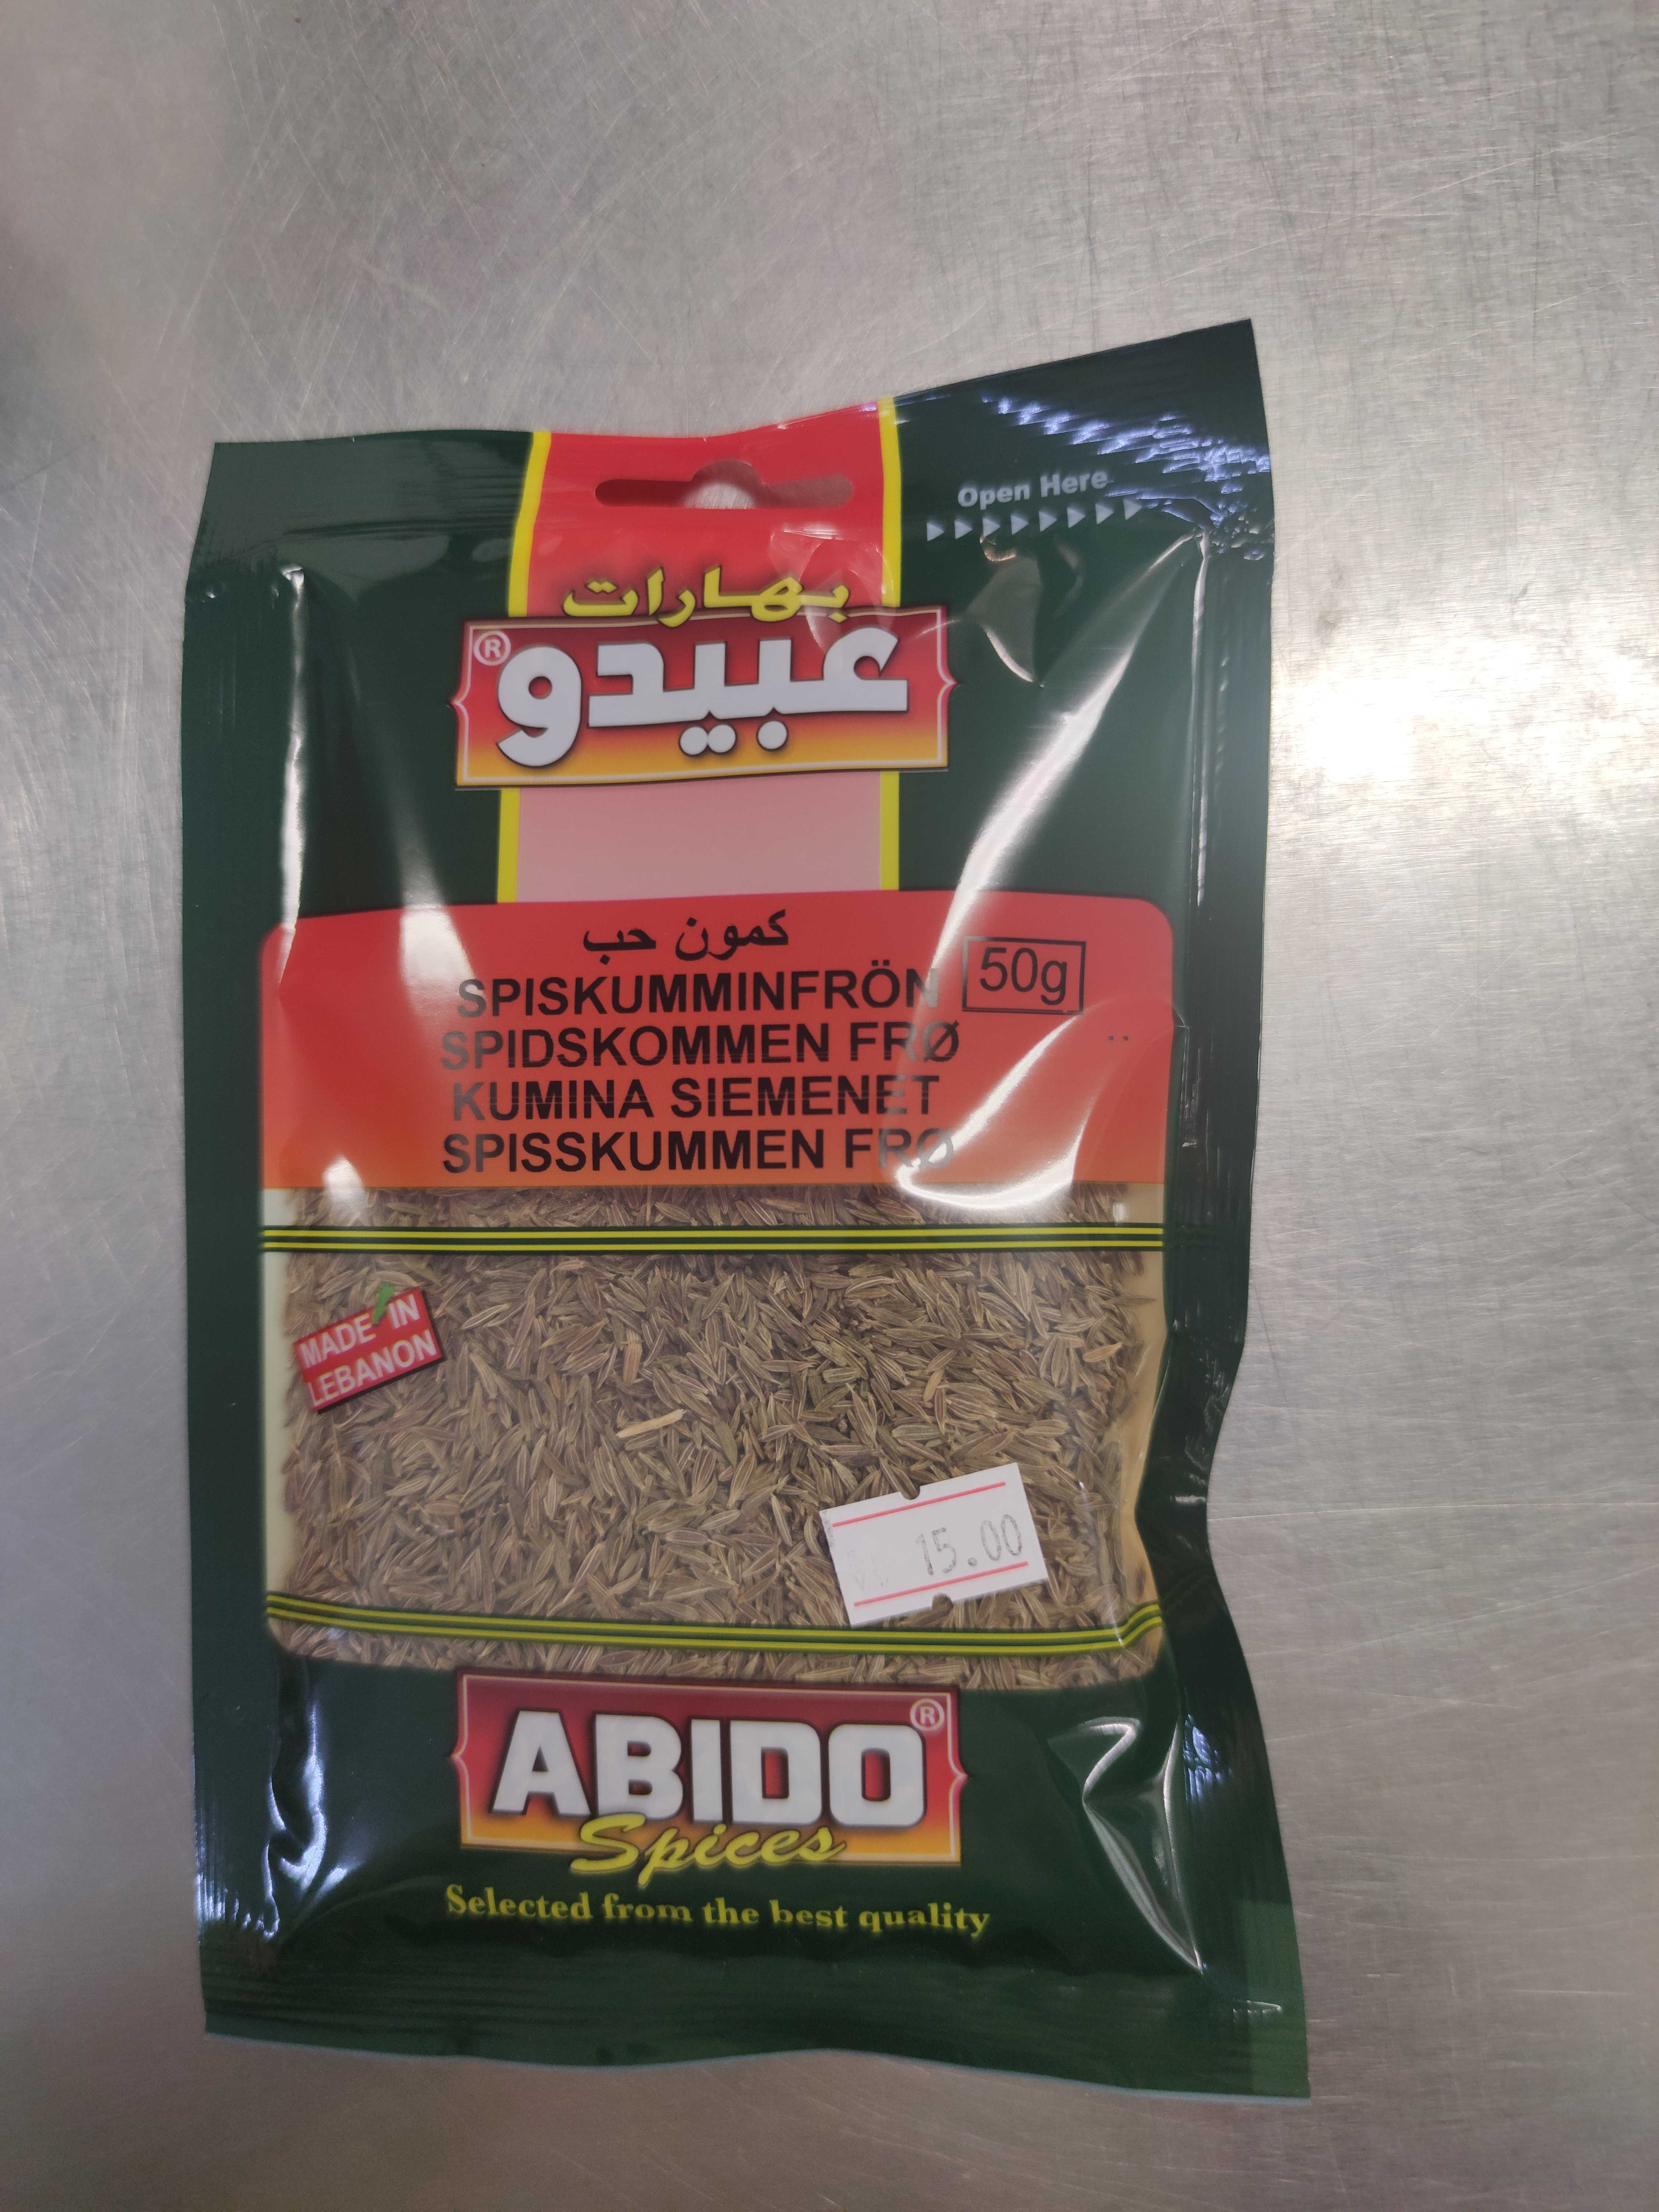 Open Here
بهارات
عبيدو®
كمون حب
SPISKUMMINFRÖN
50g
SPIDSKOMMEN FRØ
KUMINA SIEMENET
SPISSKUMMEN FRØ
MADE IN
LEBANON
15.00
ABIDO®
Spices
Selected from the best quality